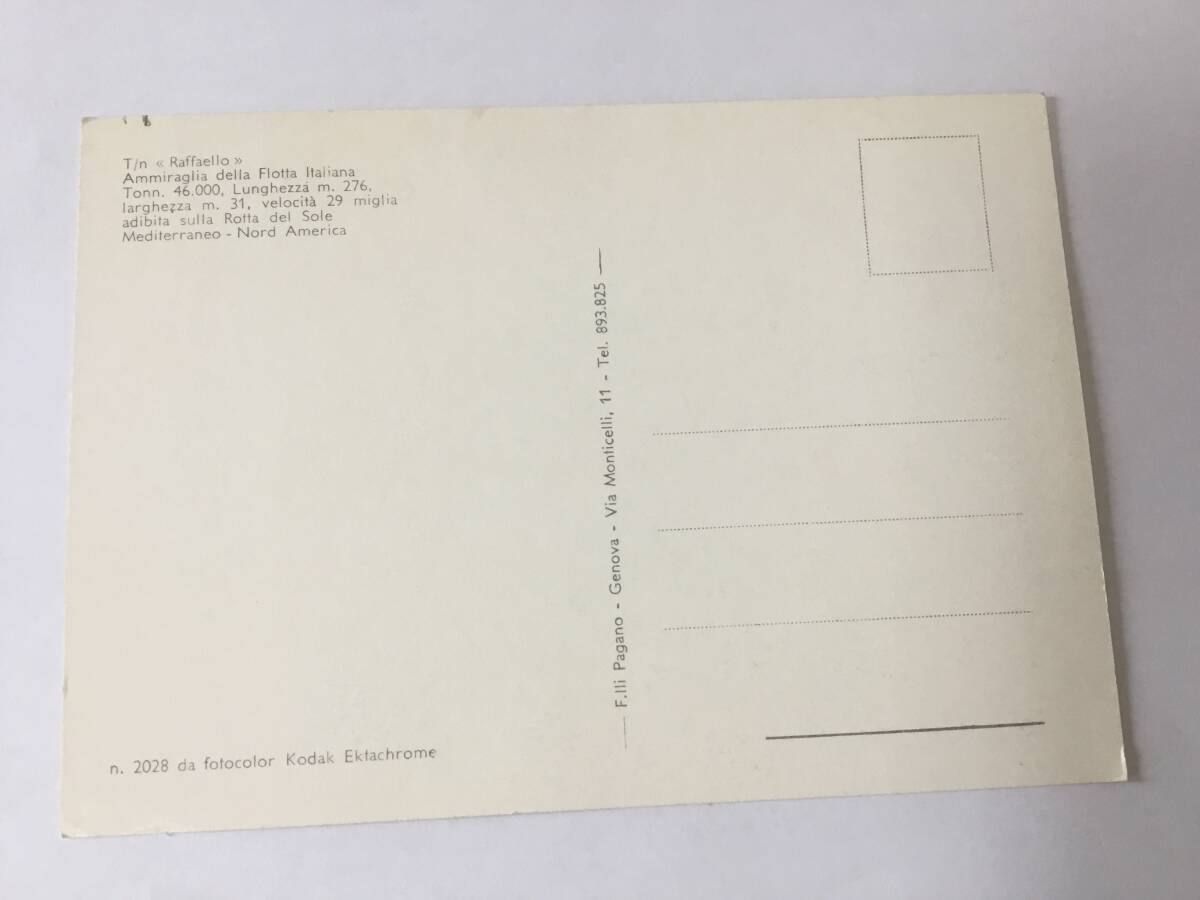 T/n « Raffaello »
Ammiraglia della Flotta Italiana
Tonn. 46.000, Lunghezza m. 276,
larghezza m. 31, velocità 29 miglia
adibita sulla Rotta del Sole
Mediterraneo - Nord America
F.lli Pagano - Genova - Via Monticelli, 11 - Tel. 893.825
n. 2028 da fotocolor Kodak Ektachrome